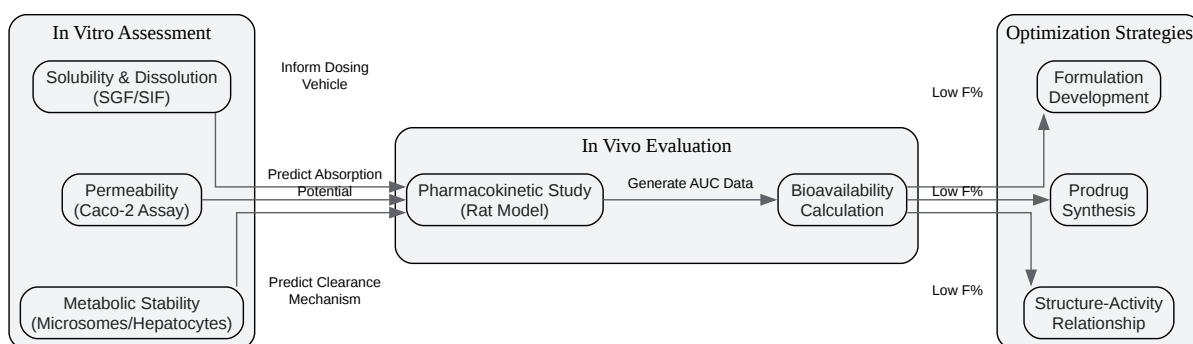 In Vitro Assessment
Solubility & Dissolution
(SGF/SIF)
Permeability
(Caco-2 Assay)
Metabolic Stability
(Microsomes/Hepatocytes)
Inform Dosing
Vehicle
Predict Absorption
Potential
Predict Clearance
Mechanism
In Vivo Evaluation
Pharmacokinetic Study
(Rat Model)
Generate AUC Data
Bioavailability
Calculation
Low F%
Low F%
Low F%
Optimization Strategies
Formulation
Development
Prodrug
Synthesis
Structure-Activity
Relationship